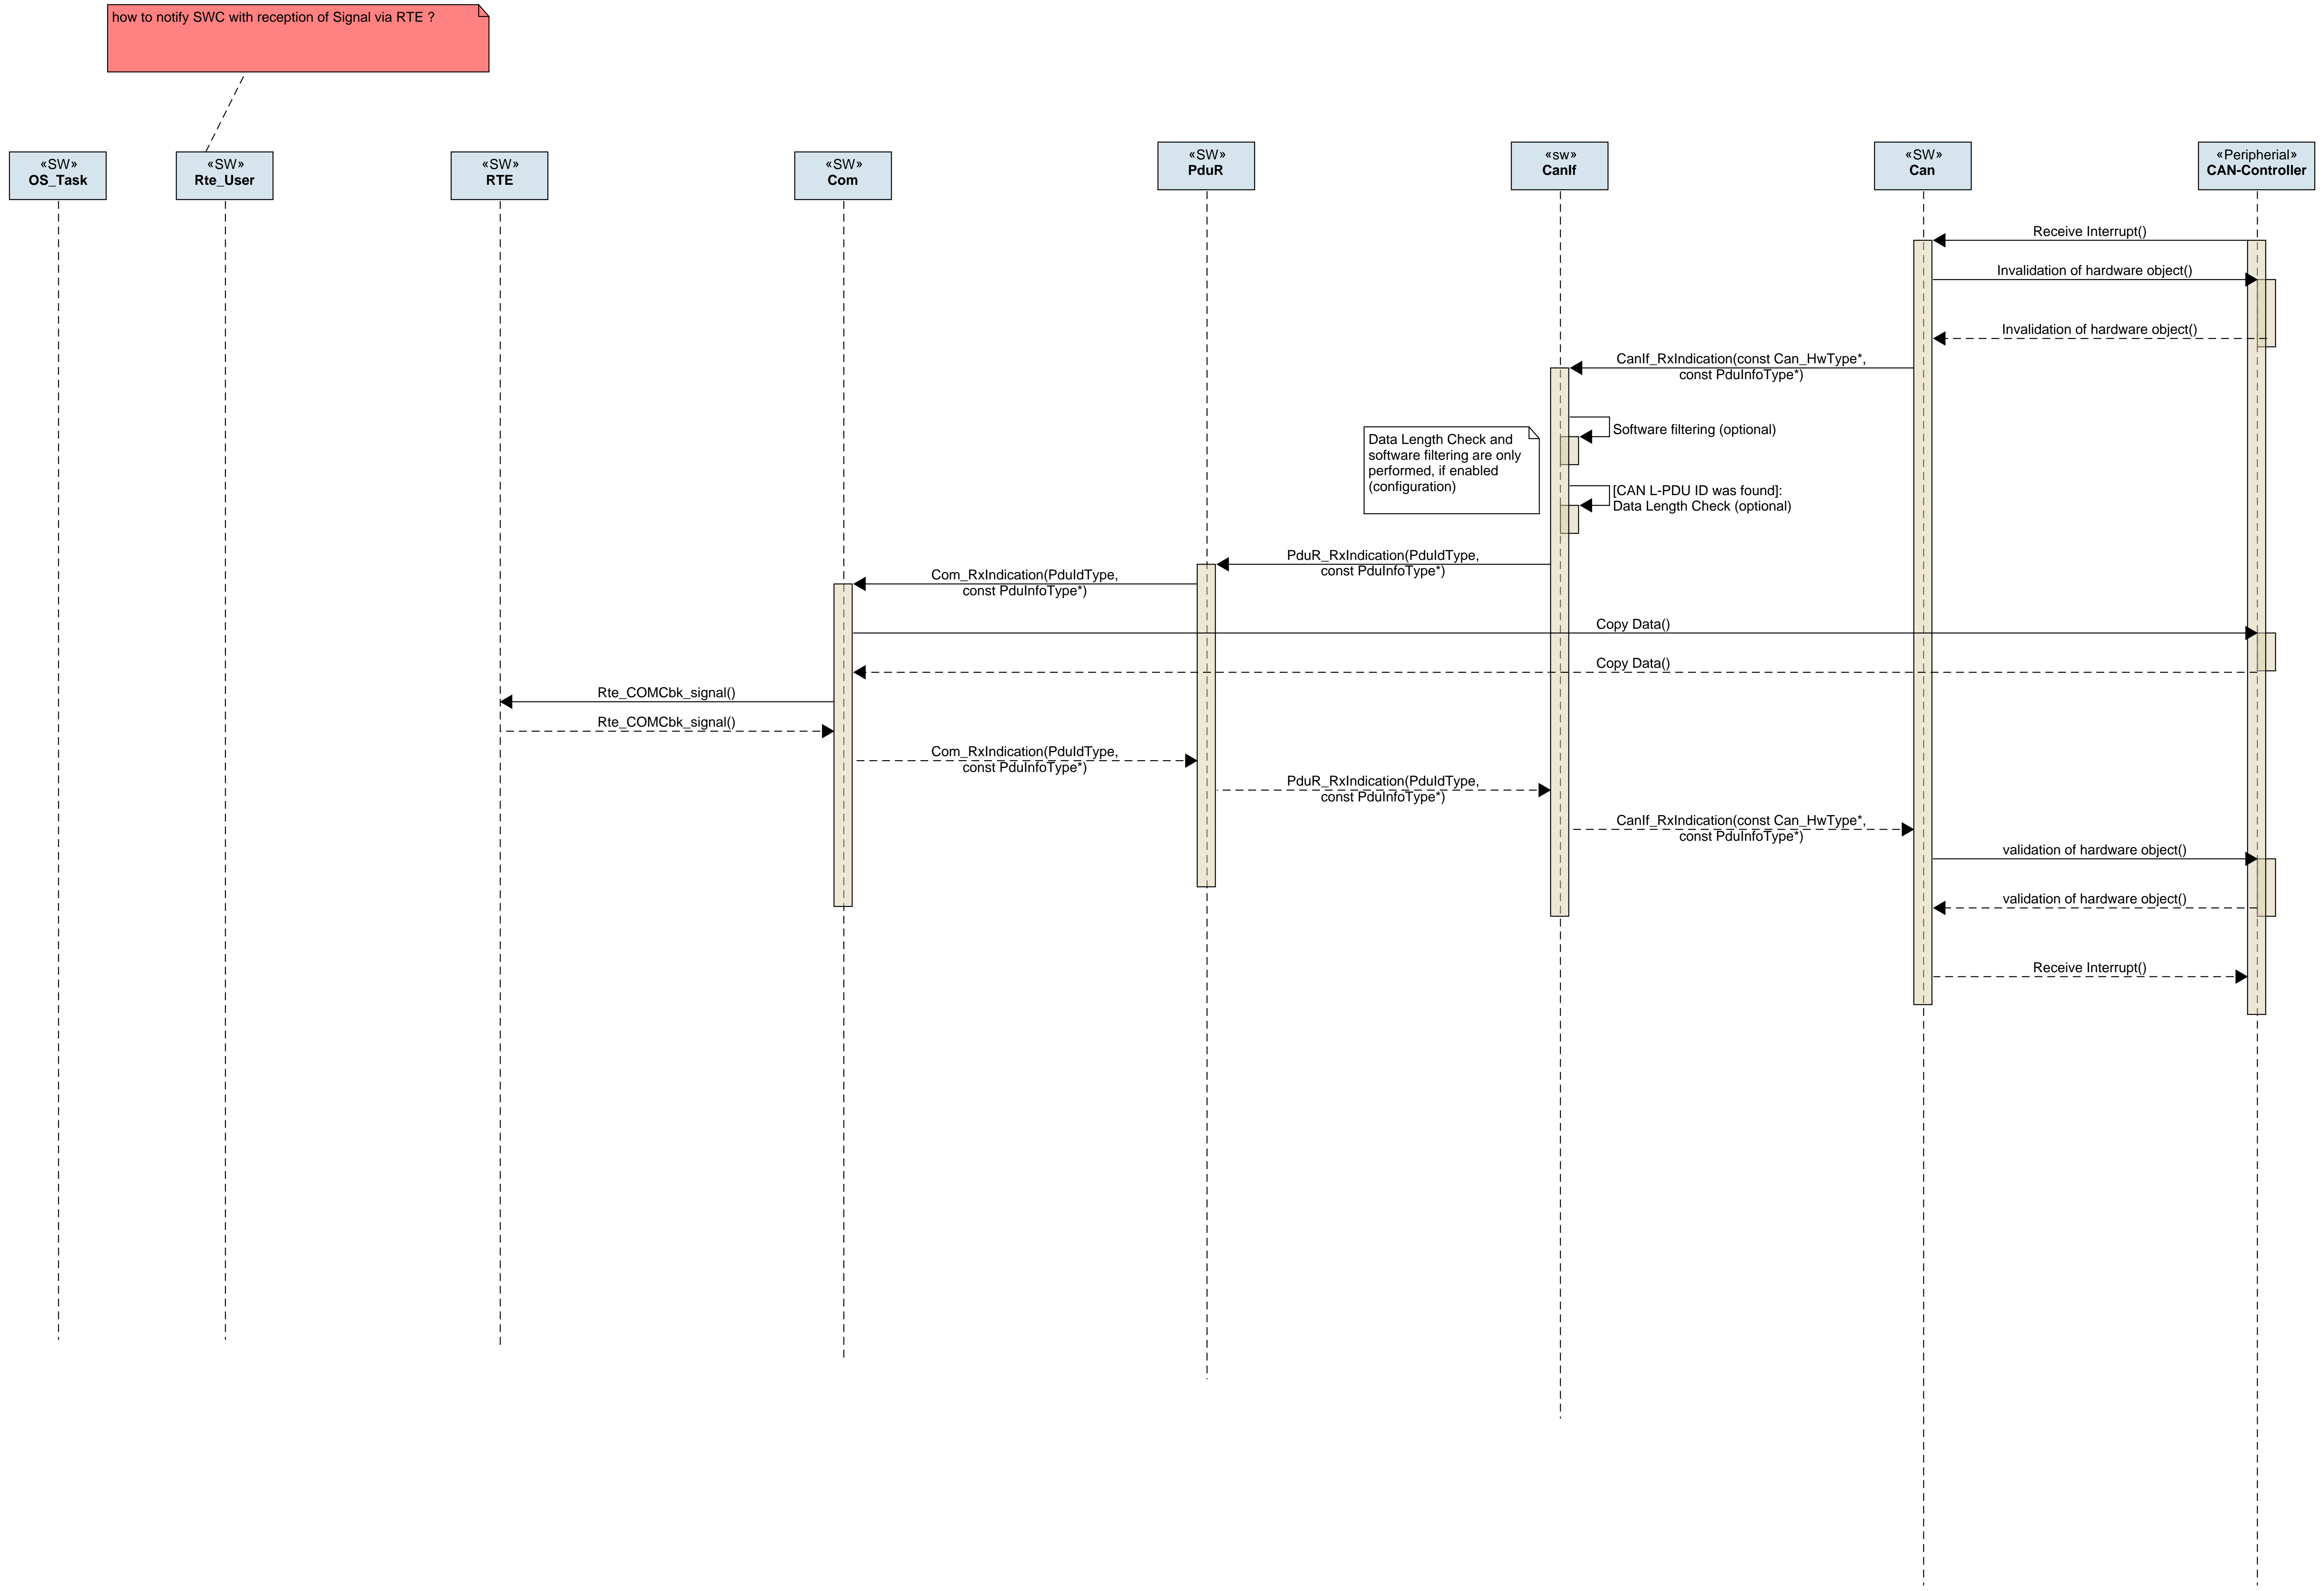 how to notify SWC with reception of Signal via RTE ?
«SW»
OS_Task
«SW»
Rte_User
«SW»
RTE
«SW»
Com
«SW»
PduR
«sw»
CanIf
«SW»
Can
«Peripherial»
CAN-Controller
Receive Interrupt()
Invalidation of hardware object()
Invalidation of hardware object()
CanIf_RxIndication(const Can_HwType*,
const PduInfoType*)
Software filtering (optional)
Data Length Check and
software filtering are only
performed, if enabled
(configuration)
[CAN L-PDU ID was found]:
Data Length Check (optional)
PduR_RxIndication(PduIdType,
const PduInfoType*)
Com_RxIndication(PduIdType,
const PduInfoType*)
Copy Data()
Copy Data()
Rte_COMCbk_signal()
Rte_COMCbk_signal()
Com_RxIndication(PduIdType,
const PduInfoType*)
PduR_RxIndication(PduIdType,
const PduInfoType*)
CanIf_RxIndication(const Can_HwType*,
const PduInfoType*)
validation of hardware object()
validation of hardware object()
Receive Interrupt()